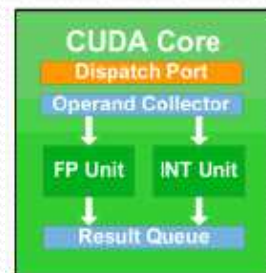 CUDA Core
Dispatch Port
Operand Collector
FP Unit
INT Unit
Result Queue